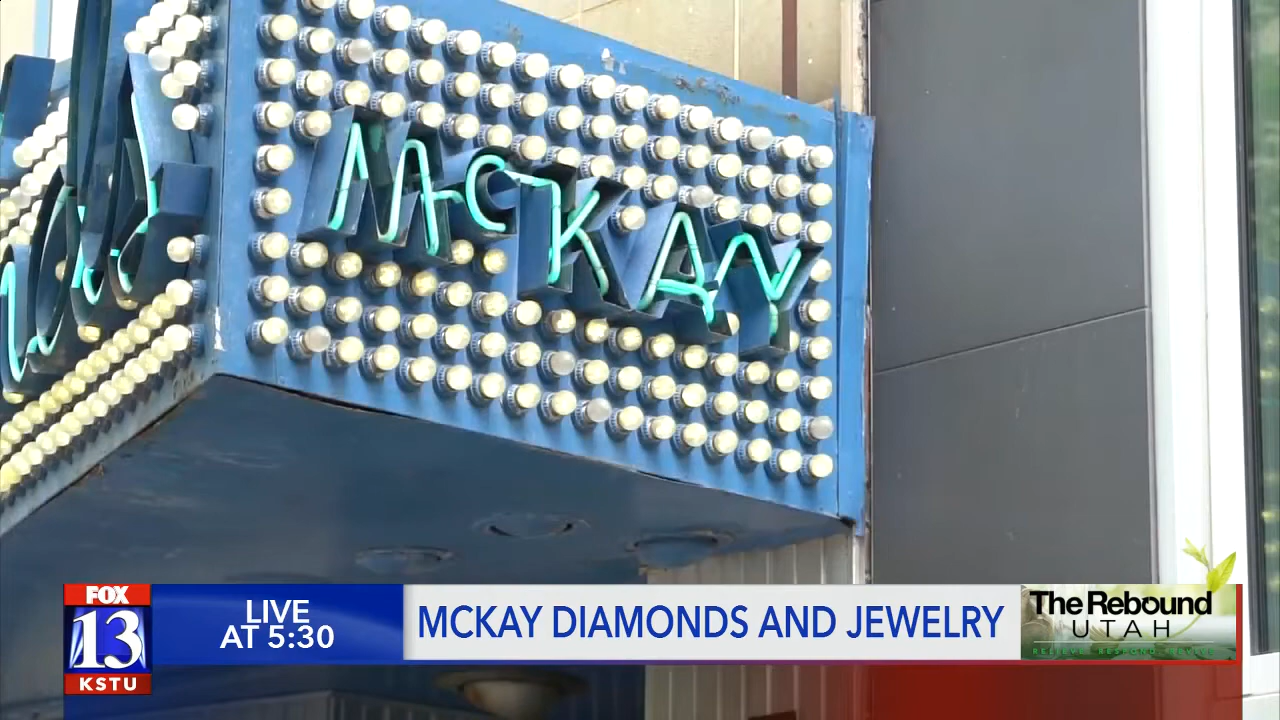 McKAY
FOX
13
KSTU
LIVE
AT 5:30
MCKAY DIAMONDS AND JEWELRY
The Rebound
UTAH